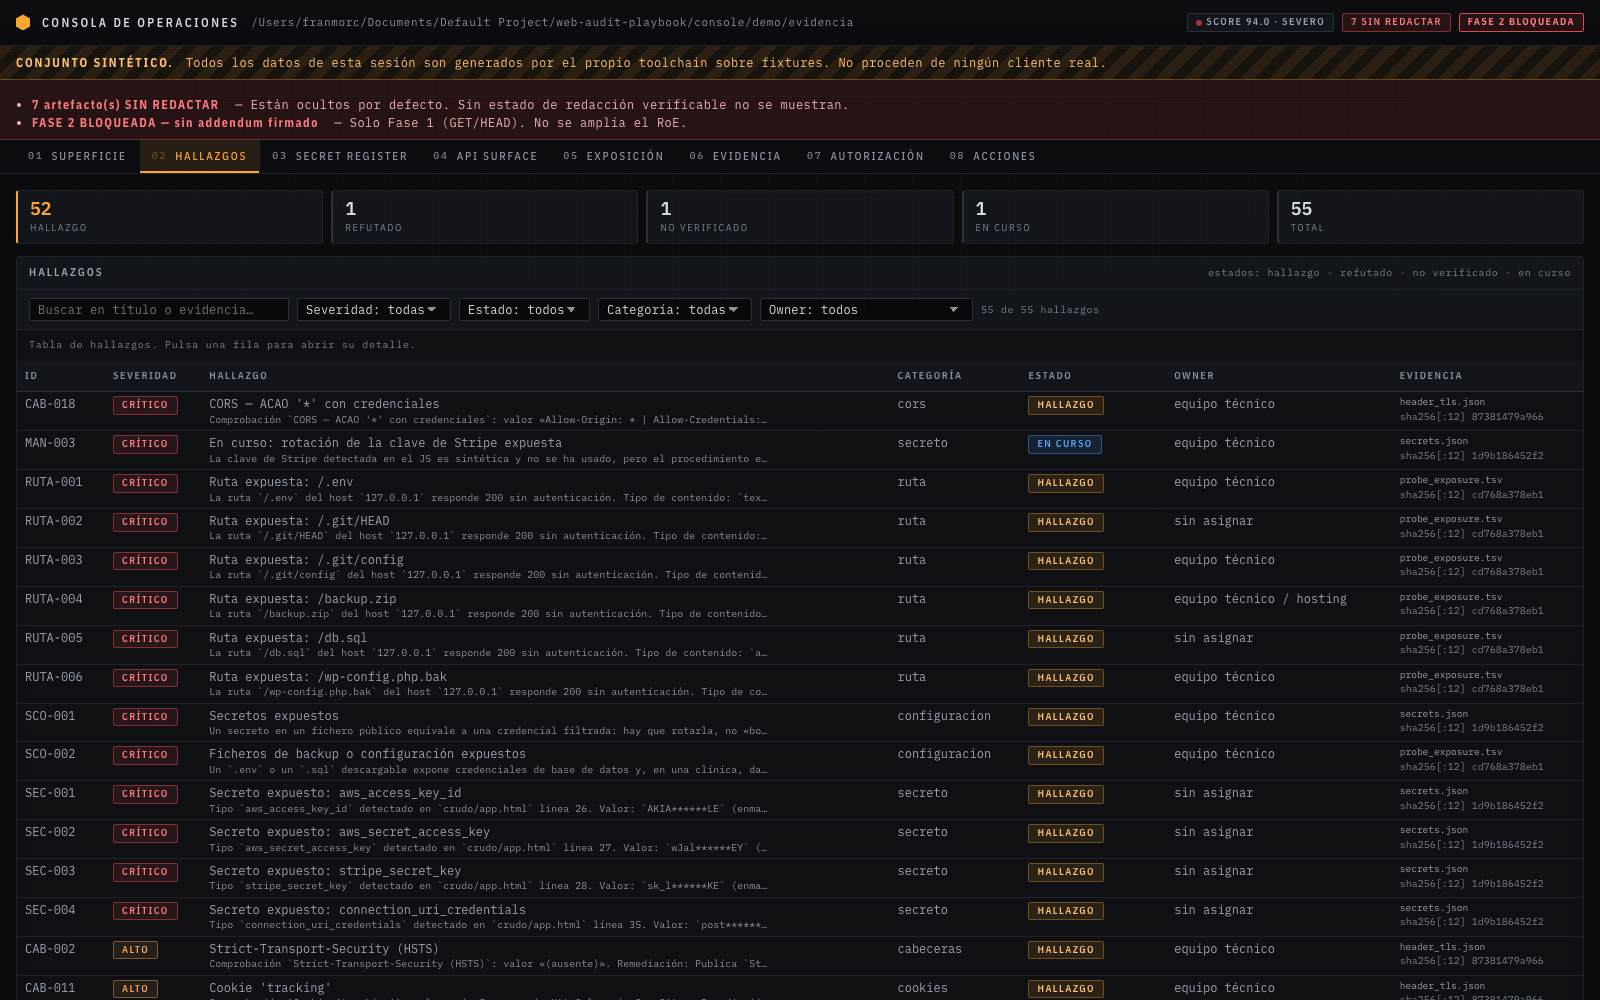 CONSOLA DE OPERACIONES /Users/franmorc/Documents/Default Project/web-audit-playbook/console/demo/evidencia SCORE 94.0 · SEVERO 7 SIN REDACTAR FASE 2 BLOQUEADA
CONJUNTO SINTÉTICO. Todos los datos de esta sesión son generados por el propio toolchain sobre fixtures. No proceden de ningún cliente real.
• 7 artefacto(s) SIN REDACTAR — Están ocultos por defecto. Sin estado de redacción verificable no se muestran.
• FASE 2 BLOQUEADA — sin addendum firmado — Solo Fase 1 (GET/HEAD). No se amplía el RoE.
01 SUPERFICIE 02 HALLAZGOS 03 SECRET REGISTER 04 API SURFACE 05 EXPOSICIÓN 06 EVIDENCIA 07 AUTORIZACIÓN 08 ACCIONES
52 1 1 1 55
HALLAZGO REFUTADO NO VERIFICADO EN CURSO TOTAL
HALLAZGOS estados: hallazgo · refutado · no verificado · en curso
Buscar en título o evidencia… Severidad: todas Estado: todos Categoría: todas Owner: todos 55 de 55 hallazgos
Tabla de hallazgos. Pulsa una fila para abrir su detalle.
ID SEVERIDAD HALLAZGO CATEGORÍA ESTADO OWNER EVIDENCIA
CAB-018 CRÍTICO CORS — ACAO '*' con credenciales cors HALLAZGO equipo técnico header_tls.json
Comprobación `CORS — ACAO '*' con credenciales`: valor «Allow-Origin: * | Allow-Credentials:… sha256[:12] 87381479a966
MAN-003 CRÍTICO En curso: rotación de la clave de Stripe expuesta secreto EN CURSO equipo técnico secrets.json
La clave de Stripe detectada en el JS es sintética y no se ha usado, pero el procedimiento e… sha256[:12] 1d9b186452f2
RUTA-001 CRÍTICO Ruta expuesta: /.env ruta HALLAZGO equipo técnico probe_exposure.tsv
La ruta `/.env` del host `127.0.0.1` responde 200 sin autenticación. Tipo de contenido: `tex… sha256[:12] cd768a378eb1
RUTA-002 CRÍTICO Ruta expuesta: /.git/HEAD ruta HALLAZGO sin asignar probe_exposure.tsv
La ruta `/.git/HEAD` del host `127.0.0.1` responde 200 sin autenticación. Tipo de contenido:… sha256[:12] cd768a378eb1
RUTA-003 CRÍTICO Ruta expuesta: /.git/config ruta HALLAZGO equipo técnico probe_exposure.tsv
La ruta `/.git/config` del host `127.0.0.1` responde 200 sin autenticación. Tipo de contenid… sha256[:12] cd768a378eb1
RUTA-004 CRÍTICO Ruta expuesta: /backup.zip ruta HALLAZGO equipo técnico / hosting probe_exposure.tsv
La ruta `/backup.zip` del host `127.0.0.1` responde 200 sin autenticación. Tipo de contenido… sha256[:12] cd768a378eb1
RUTA-005 CRÍTICO Ruta expuesta: /db.sql ruta HALLAZGO sin asignar probe_exposure.tsv
La ruta `/db.sql` del host `127.0.0.1` responde 200 sin autenticación. Tipo de contenido: `a… sha256[:12] cd768a378eb1
RUTA-006 CRÍTICO Ruta expuesta: /wp-config.php.bak ruta HALLAZGO equipo técnico probe_exposure.tsv
La ruta `/wp-config.php.bak` del host `127.0.0.1` responde 200 sin autenticación. Tipo de co… sha256[:12] cd768a378eb1
SCO-001 CRÍTICO Secretos expuestos configuracion HALLAZGO equipo técnico secrets.json
Un secreto en un fichero público equivale a una credencial filtrada: hay que rotarla, no «bo… sha256[:12] 1d9b186452f2
SCO-002 CRÍTICO Ficheros de backup o configuración expuestos configuracion HALLAZGO equipo técnico probe_exposure.tsv
Un `.env` o un `.sql` descargable expone credenciales de base de datos y, en una clínica, da… sha256[:12] cd768a378eb1
SEC-001 CRÍTICO Secreto expuesto: aws_access_key_id secreto HALLAZGO sin asignar secrets.json
Tipo `aws_access_key_id` detectado en `crudo/app.html` línea 26. Valor: `AKIA******LE` (enma… sha256[:12] 1d9b186452f2
SEC-002 CRÍTICO Secreto expuesto: aws_secret_access_key secreto HALLAZGO sin asignar secrets.json
Tipo `aws_secret_access_key` detectado en `crudo/app.html` línea 27. Valor: `wJal******EY` (… sha256[:12] 1d9b186452f2
SEC-003 CRÍTICO Secreto expuesto: stripe_secret_key secreto HALLAZGO sin asignar secrets.json
Tipo `stripe_secret_key` detectado en `crudo/app.html` línea 28. Valor: `sk_l******KE` (enma… sha256[:12] 1d9b186452f2
SEC-004 CRÍTICO Secreto expuesto: connection_uri_credentials secreto HALLAZGO sin asignar secrets.json
Tipo `connection_uri_credentials` detectado en `crudo/app.html` línea 35. Valor: `post******… sha256[:12] 1d9b186452f2
CAB-002 ALTO Strict-Transport-Security (HSTS) cabeceras HALLAZGO equipo técnico header_tls.json
Comprobación `Strict-Transport-Security (HSTS)`: valor «(ausente)». Remediación: Publica `St… sha256[:12] 87381479a966
CAB-011 ALTO Cookie 'tracking' cookies HALLAZGO equipo técnico header_tls.json